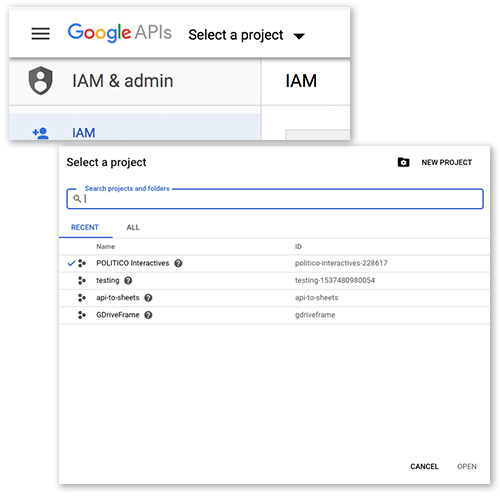 Google APIs Select a project
IAM & admin IAM
IAM
Select a project NEW PROJECT
Search projects and folders
RECENT ALL
Name ID
POLITICO Interactives politico-interactives-228617
testing testing-1537480980054
api-to-sheets api-to-sheets
GDriveFrame gdriveframe
CANCEL OPEN